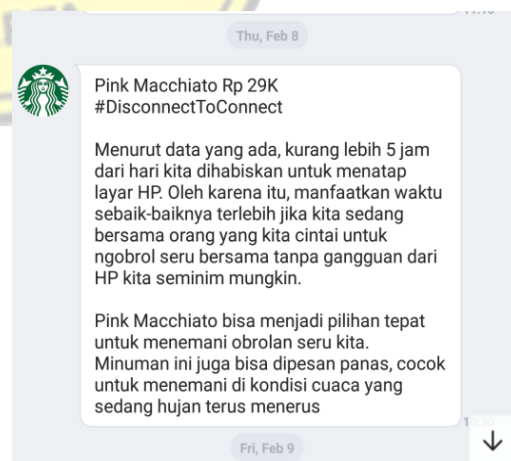 Thu, Feb 8
Pink Macchiato Rp 29K
#DisconnectToConnect
Menurut data yang ada, kurang lebih 5 jam
dari hari kita dihabiskan untuk menatap
layar HP. Oleh karena itu, manfaatkan waktu
sebaik-baiknya terlebih jika kita sedang
bersama orang yang kita cintai untuk
ngobrol seru bersama tanpa gangguan dari
HP kita seminim mungkin.
Pink Macchiato bisa menjadi pilihan tepat
untuk menemani obrolan seru kita.
Minuman ini juga bisa dipesan panas, cocok
untuk menemani di kondisi cuaca yang
sedang hujan terus menerus
Fri, Feb 9